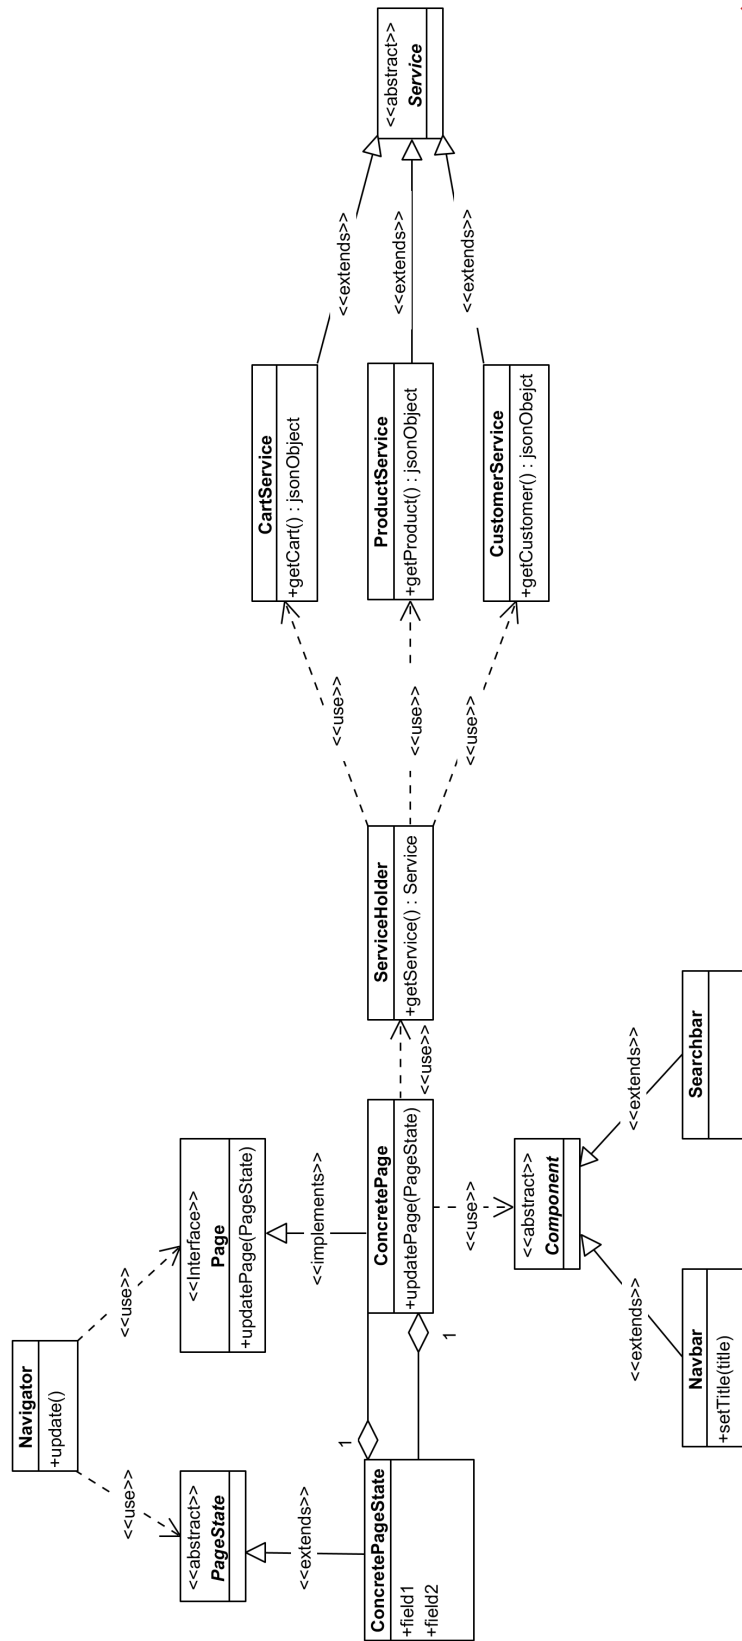 Navigator
+update()
<<use>>
<<use>>
<<abstract>>
PageState
<<Interface>>
Page
+updatePage(PageState)
<<extends>>
<<implements>>
ConcretePageState
+field1
+field2
1
1
ConcretePage
+updatePage(PageState)
<<use>>
ServiceHolder
+getService() : Service
<<use>>
<<use>>
<<use>>
CartService
+getCart() : jsonObject
ProductService
+getProduct() : jsonObject
CustomerService
+getCustomer() : jsonObejct
<<extends>>
<<extends>>
<<extends>>
<<abstract>>
Service
<<use>>
<<abstract>>
Component
<<extends>>
<<extends>>
Navbar
+setTitle(title)
Searchbar